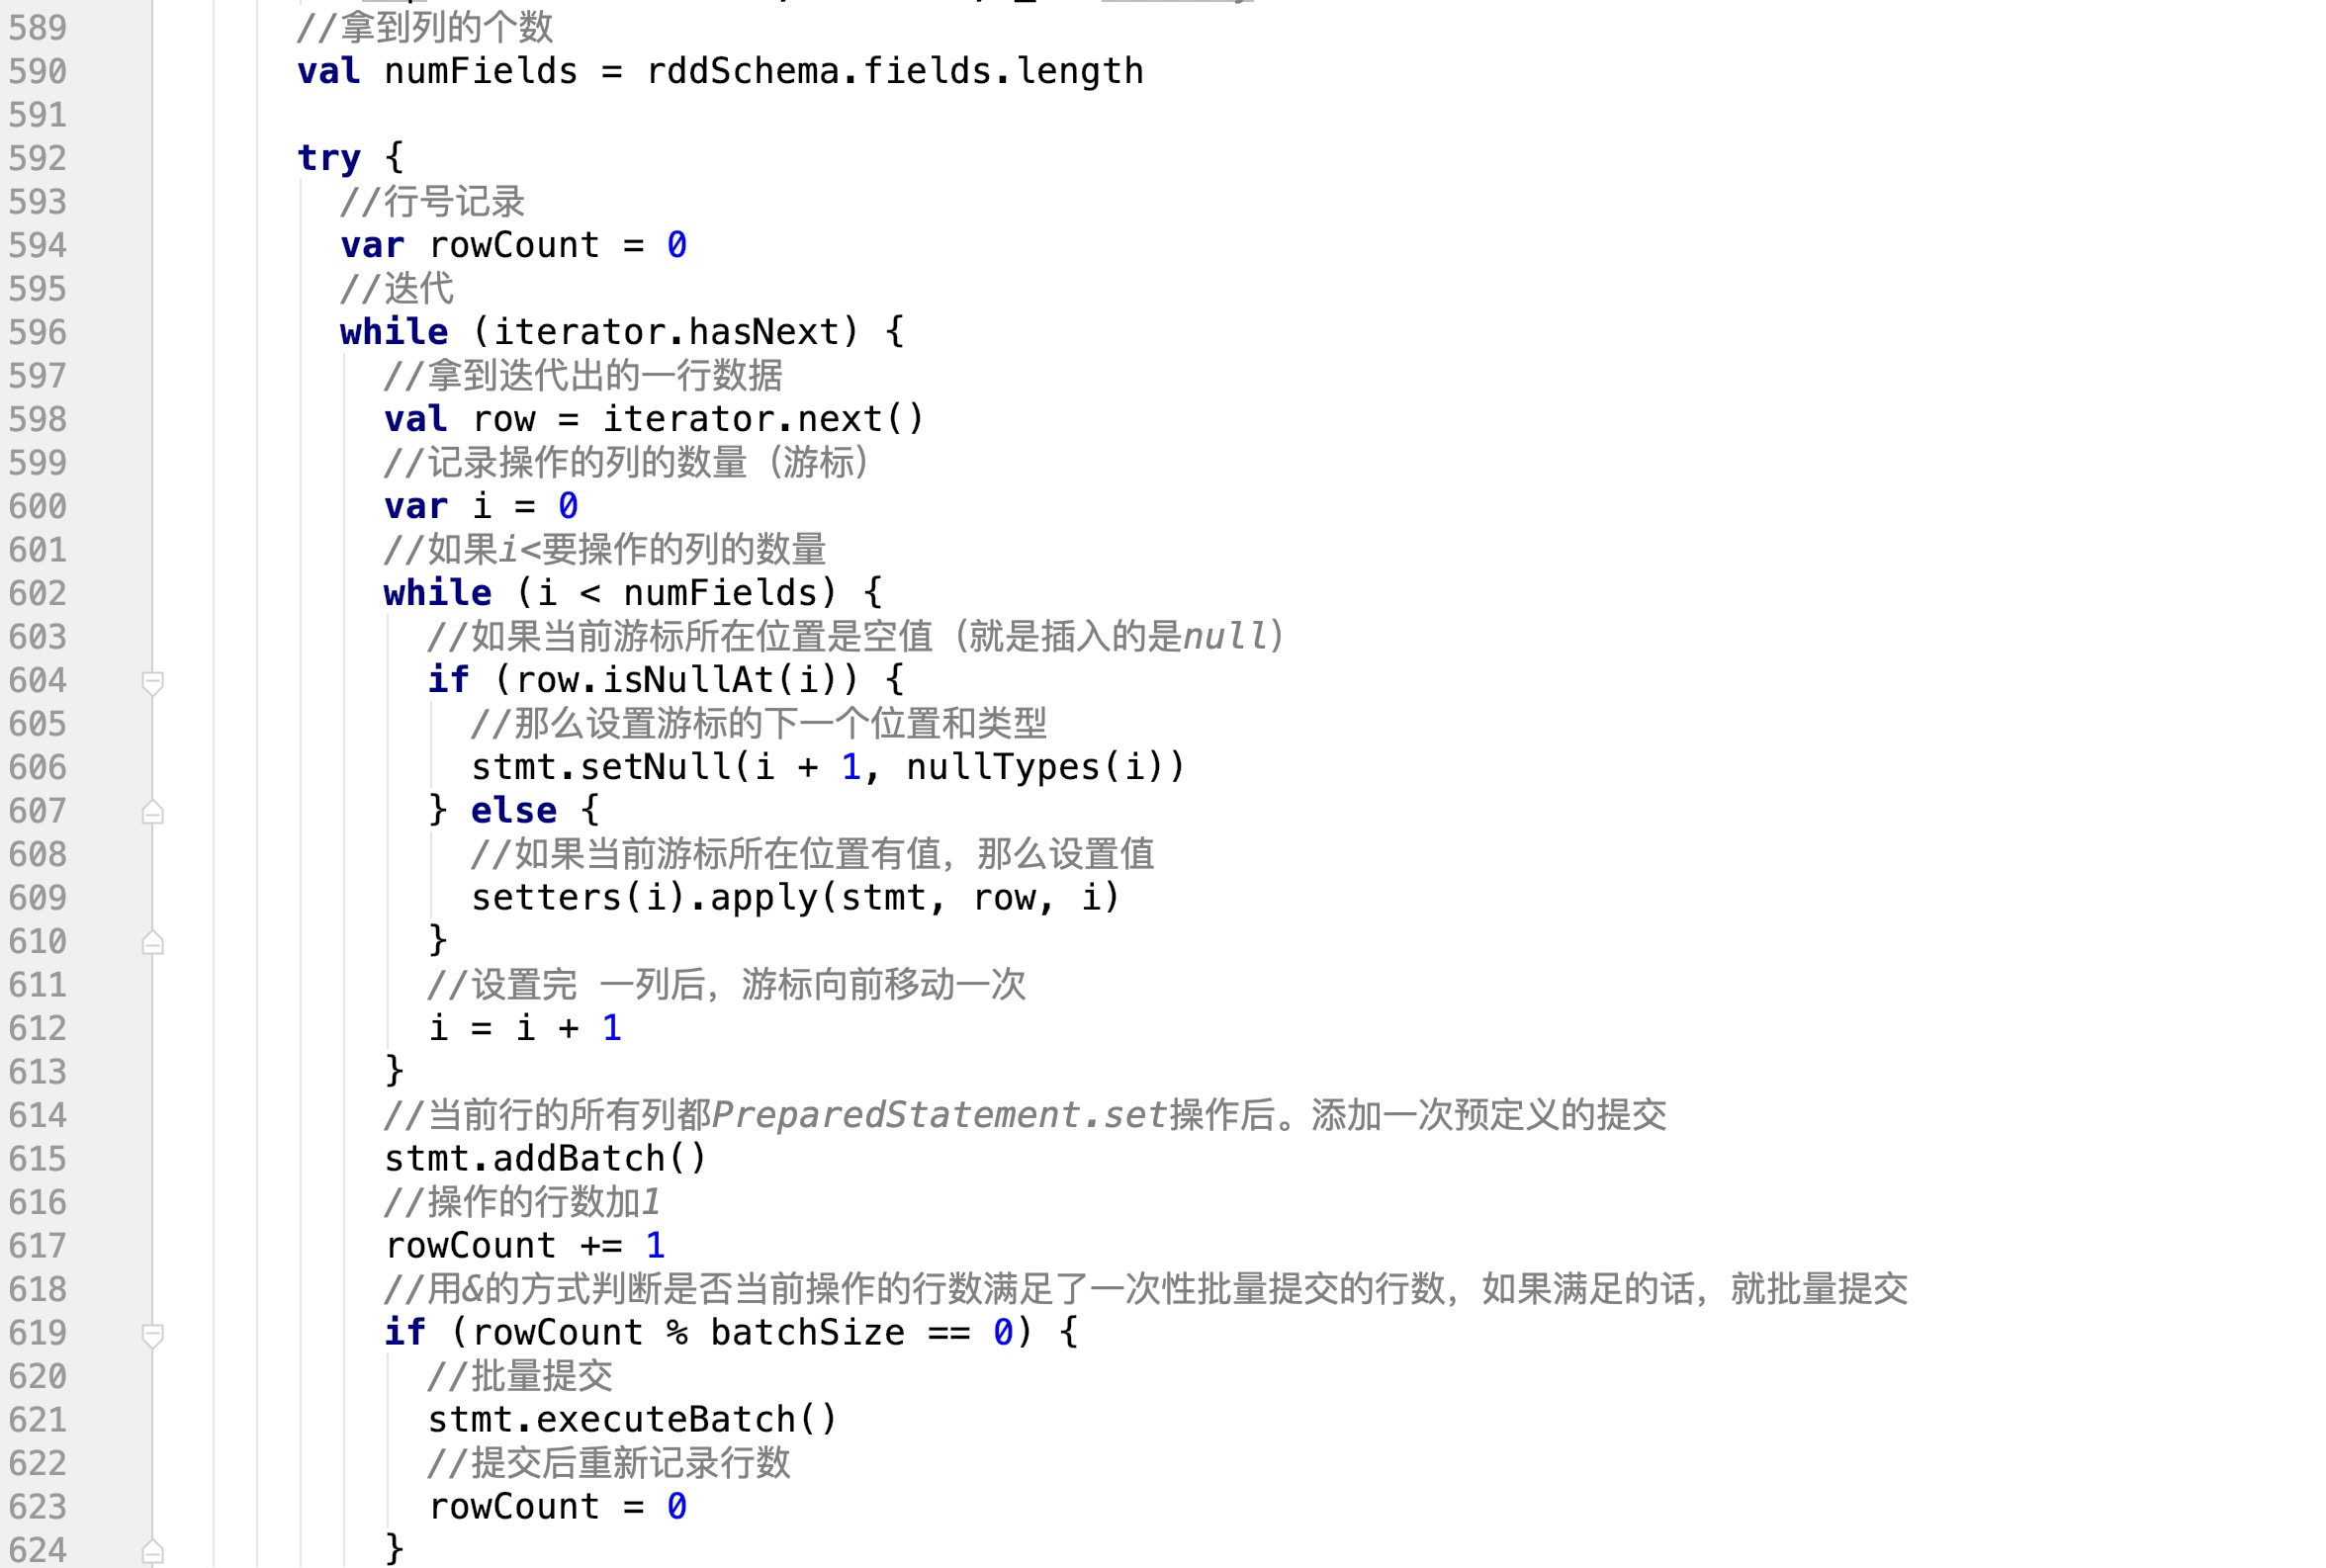 589 //拿到列的个数
590 val numFields = rddSchema.fields.length
591
592 try {
593 //行号记录
594 var rowCount = 0
595 //迭代
596 while (iterator.hasNext) {
597 //拿到迭代出的一行数据
598 val row = iterator.next()
599 //记录操作的列的数量（游标）
600 var i = 0
601 //如果i<要操作的列的数量
602 while (i < numFields) {
603 //如果当前游标所在位置是空值（就是插入的是null）
604 if (row.isNullAt(i)) {
605 //那么设置游标的下一个位置和类型
606 stmt.setNull(i + 1, nullTypes(i))
607 } else {
608 //如果当前游标所在位置有值，那么设置值
609 setters(i).apply(stmt, row, i)
610 }
611 //设置完 一列后，游标向前移动一次
612 i = i + 1
613 }
614 //当前行的所有列都PreparedStatement.set操作后。添加一次预定义的提交
615 stmt.addBatch()
616 //操作的行数加1
617 rowCount += 1
618 //用&的方式判断是否当前操作的行数满足了一次性批量提交的行数，如果满足的话，就批量提交
619 if (rowCount % batchSize == 0) {
620 //批量提交
621 stmt.executeBatch()
622 //提交后重新记录行数
623 rowCount = 0
624 }